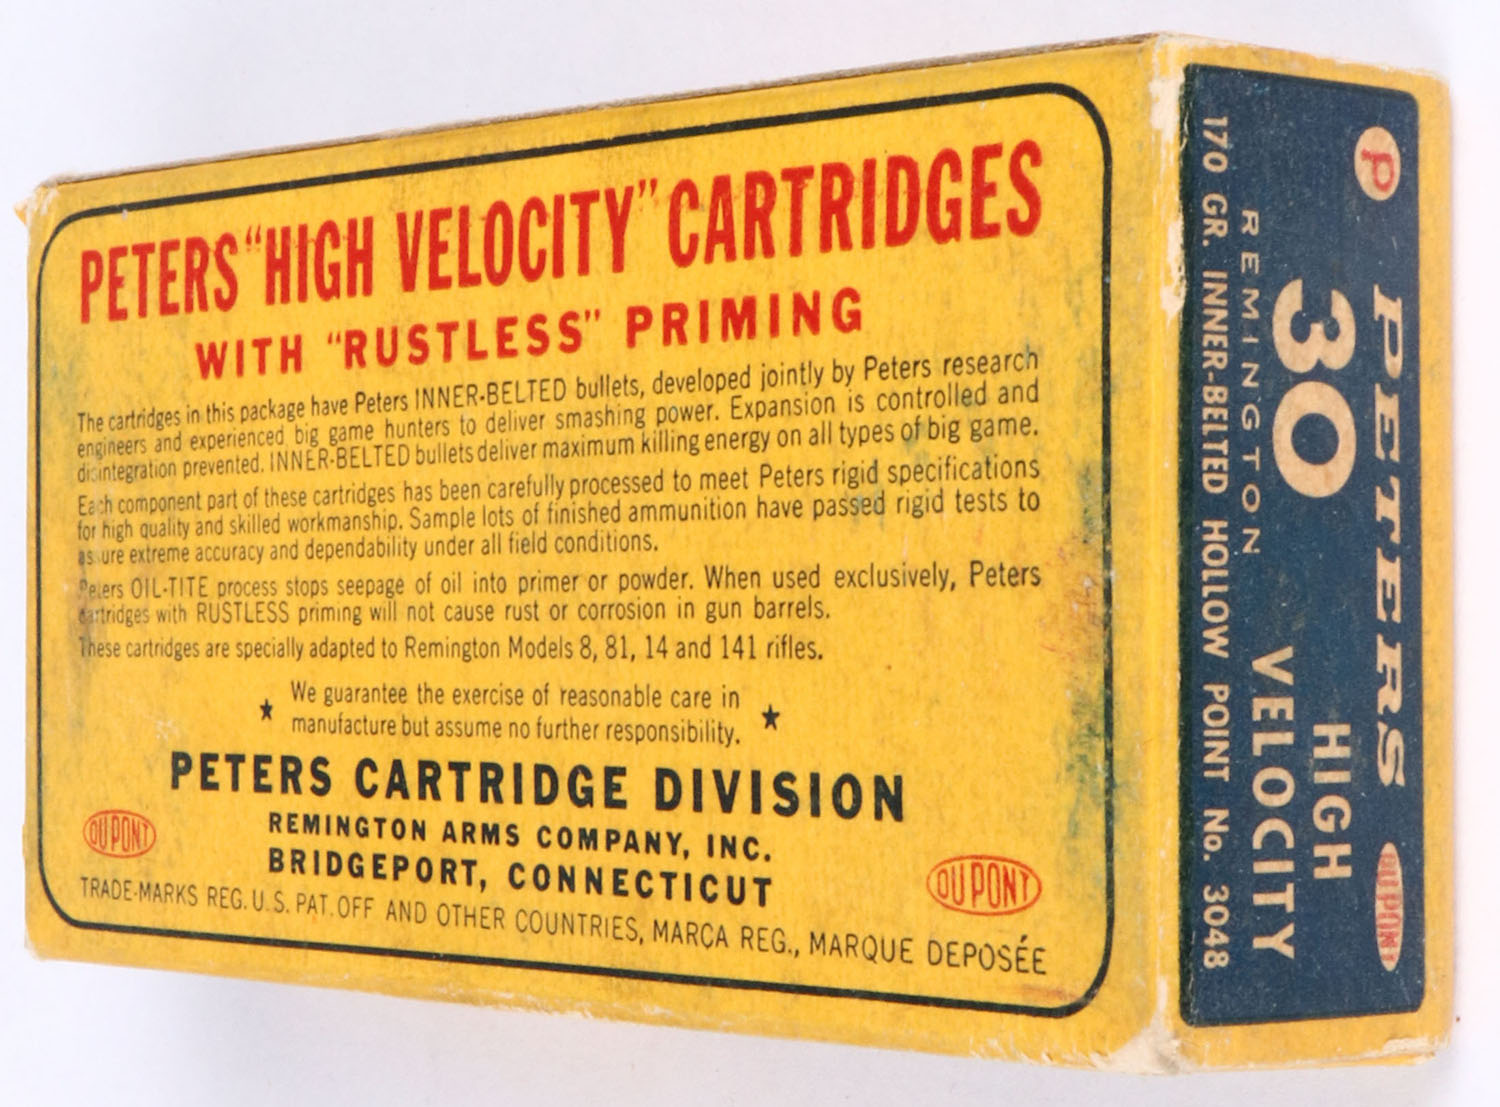 PETERS "HIGH VELOCITY" CARTRIDGES
WITH "RUSTLESS" PRIMING
The cartridges in this package have Peters INNER-BELTED bullets, developed jointly by Peters research
engineers and experienced big game hunters to deliver smashing power. Expansion is controlled and
disintegration prevented. INNER-BELTED bullets deliver maximum killing energy on all types of big game.
Each component part of these cartridges has been carefully processed to meet Peters rigid specifications
for high quality and skilled workmanship. Sample lots of finished ammunition have passed rigid tests to
assure extreme accuracy and dependability under all field conditions.
Peters OIL-TITE process stops seepage of oil into primer or powder. When used exclusively, Peters
cartridges with RUSTLESS priming will not cause rust or corrosion in gun barrels.
These cartridges are specially adapted to Remington Models 8, 81, 14 and 141 rifles.
We guarantee the exercise of reasonable care in
manufacture but assume no further responsibility.
PETERS CARTRIDGE DIVISION
REMINGTON ARMS COMPANY, INC.
BRIDGEPORT, CONNECTICUT
DU PONT
DU PONT
TRADE-MARKS REG. U.S. PAT. OFF AND OTHER COUNTRIES, MARCA REG., MARQUE DEPOSÉE
P PETERS DU PONT
30 HIGH
REMINGTON VELOCITY
170 GR. INNER-BELTED HOLLOW POINT No. 3048